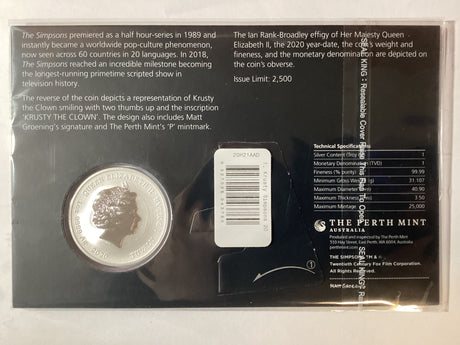 The Simpsons premiered as a half hour-series in 1989 and
instantly became a worldwide pop-culture phenomenon,
now seen across 60 countries in 20 languages. In 2018,
The Simpsons reached an incredible milestone becoming
the longest-running primetime scripted show in
television history.
The reverse of the coin depicts a representation of Krusty
the Clown smiling with two thumbs up and the inscription
'KRUSTY THE CLOWN'. The design also includes Matt
Groening's signature and The Perth Mint's 'P' mintmark.
The Ian Rank-Broadley effigy of Her Majesty Queen
Elizabeth II, the 2020 year-date, the coin's weight and
fineness, and the monetary denomination are depicted on
the coin's obverse.
Issue Limit: 2,500
20H21AAD
1
Technical Specifications
Silver Content (Troy oz) 1
Monetary Denomination (TVD) 1
Fineness (% purity) 99.99
Minimum Gross Weight (g) 31.107
Maximum Diameter (mm) 40.90
Maximum Thickness (mm) 3.50
Maximum Mintage 25,000
THE PERTH MINT
AUSTRALIA
Produced and inspected by The Perth Mint
310 Hay Street, East Perth, WA 6004, Australia
perthmint.com
THE SIMPSONS TM &
Twentieth Century Fox Film Corporation.
All Rights Reserved.
KING : Resealable Cover